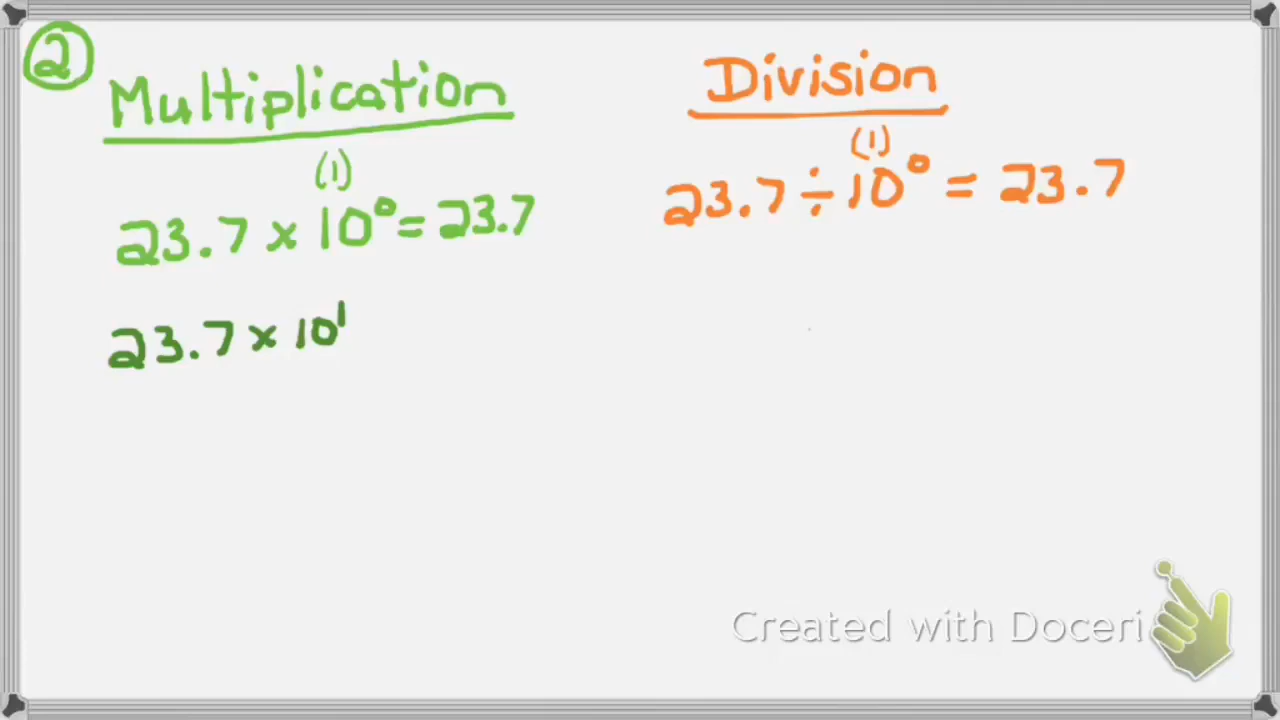 2
Multiplication
(1)
23.7 × 10⁰ = 23.7
23.7 × 10¹
Division
(1)
23.7 ÷ 10⁰ = 23.7
Created with Doceri